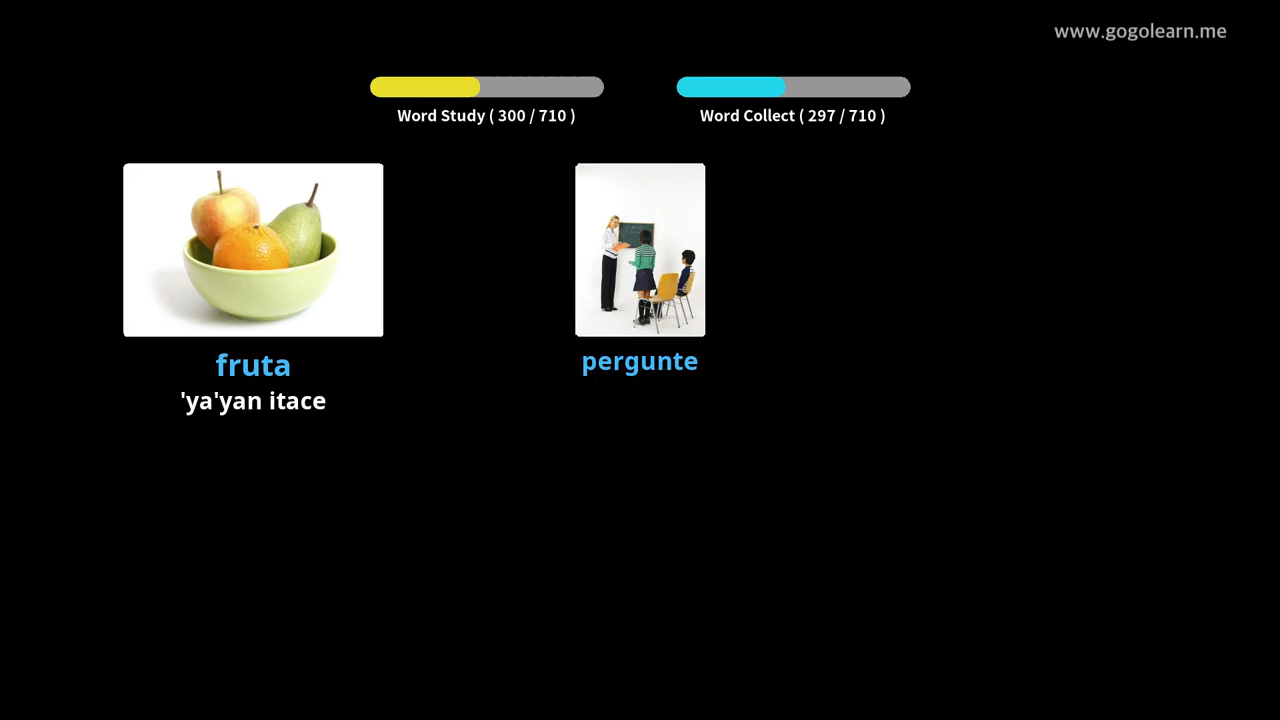 www.gogolearn.me
Word Study ( 300 / 710 )
Word Collect ( 297 / 710 )
fruta
'ya'yan itace
pergunte